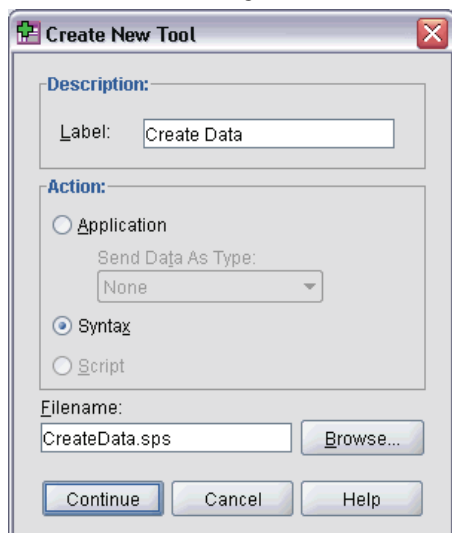 Create New Tool
Description:
Label: Create Data
Action:
Application
Send Data As Type:
None
Syntax
Script
Filename:
CreateData.sps Browse...
Continue Cancel Help